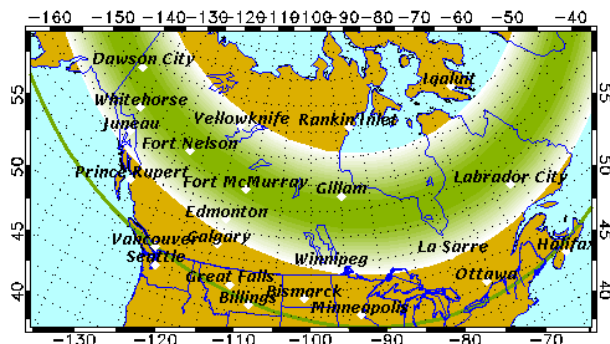 −160 −150 −140 −130 −120 −110 −100 −90 −80 −70 −60 −50 −40
Dawson City
Iqaluit
55 55
Whitehorse
Juneau Yellowknife Rankin Inlet
Fort Nelson
50 50
Prince Rupert Fort McMurray Gillam Labrador City
Edmonton
45 45
Vancouver Calgary La Sarre Halifax
Seattle Winnipeg
Great Falls Ottawa
40 40
Billings Bismarck
Minneapolis
−130 −120 −110 −100 −90 −80 −70